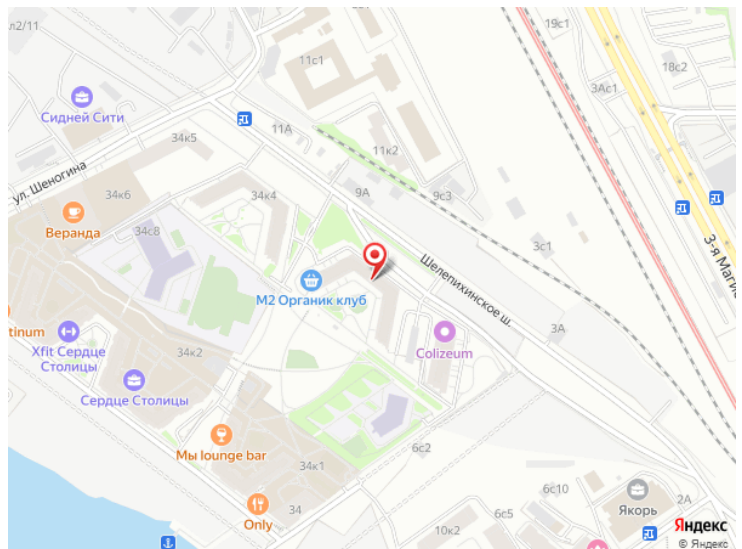 19с1
л2/11
11с1
18с2
3Ас1
Сидней Сити
34к5
11А
11к2
ул. Шеногина
34к6
34к4
9А
9с3
Веранда
34с8
3с1
3-я Магис
Шелепихинское ш.
М2 Органик клуб
tinum
3А
Xfit Сердце
Столицы
34к2
Colizeum
Сердце Столицы
Мы lounge bar
34к1
6с2
6с10
2А
Якорь
34
Only
6с5
10к2
Яндекс
© Яндекс